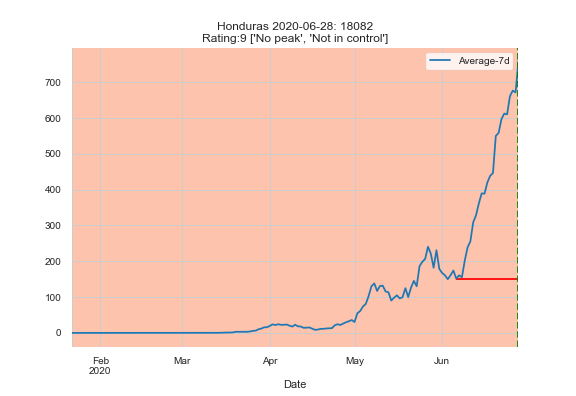 Honduras 2020-06-28: 18082
Rating:9 ['No peak', 'Not in control']
Average-7d
700
600
500
400
300
200
100
0
Feb
2020
Mar
Apr
May
Jun
Date